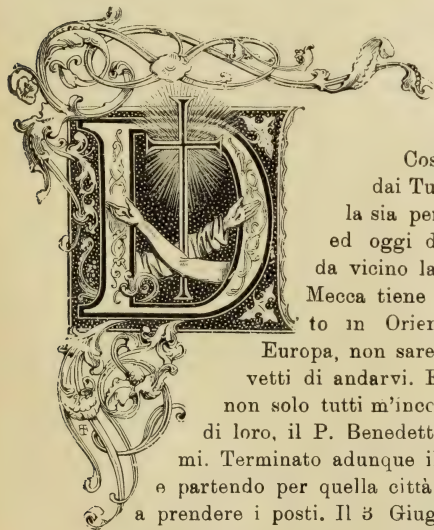 D
Cos
dai Tu
la sia per
ed oggi d
da vicino la
Mecca tiene
to in Orien
Europa, non sare
vetti di andarvi. E
non solo tutti m'inco
di loro, il P. Benedett
mi. Terminato adunque i
e partendo per quella città
a prendere i posti. Il 3 Giug